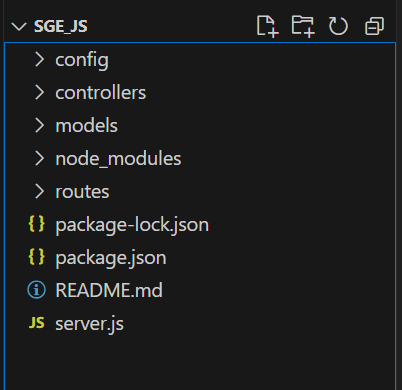 SGE_JS
config
controllers
models
node_modules
routes
{} package-lock.json
{} package.json
README.md
JS server.js